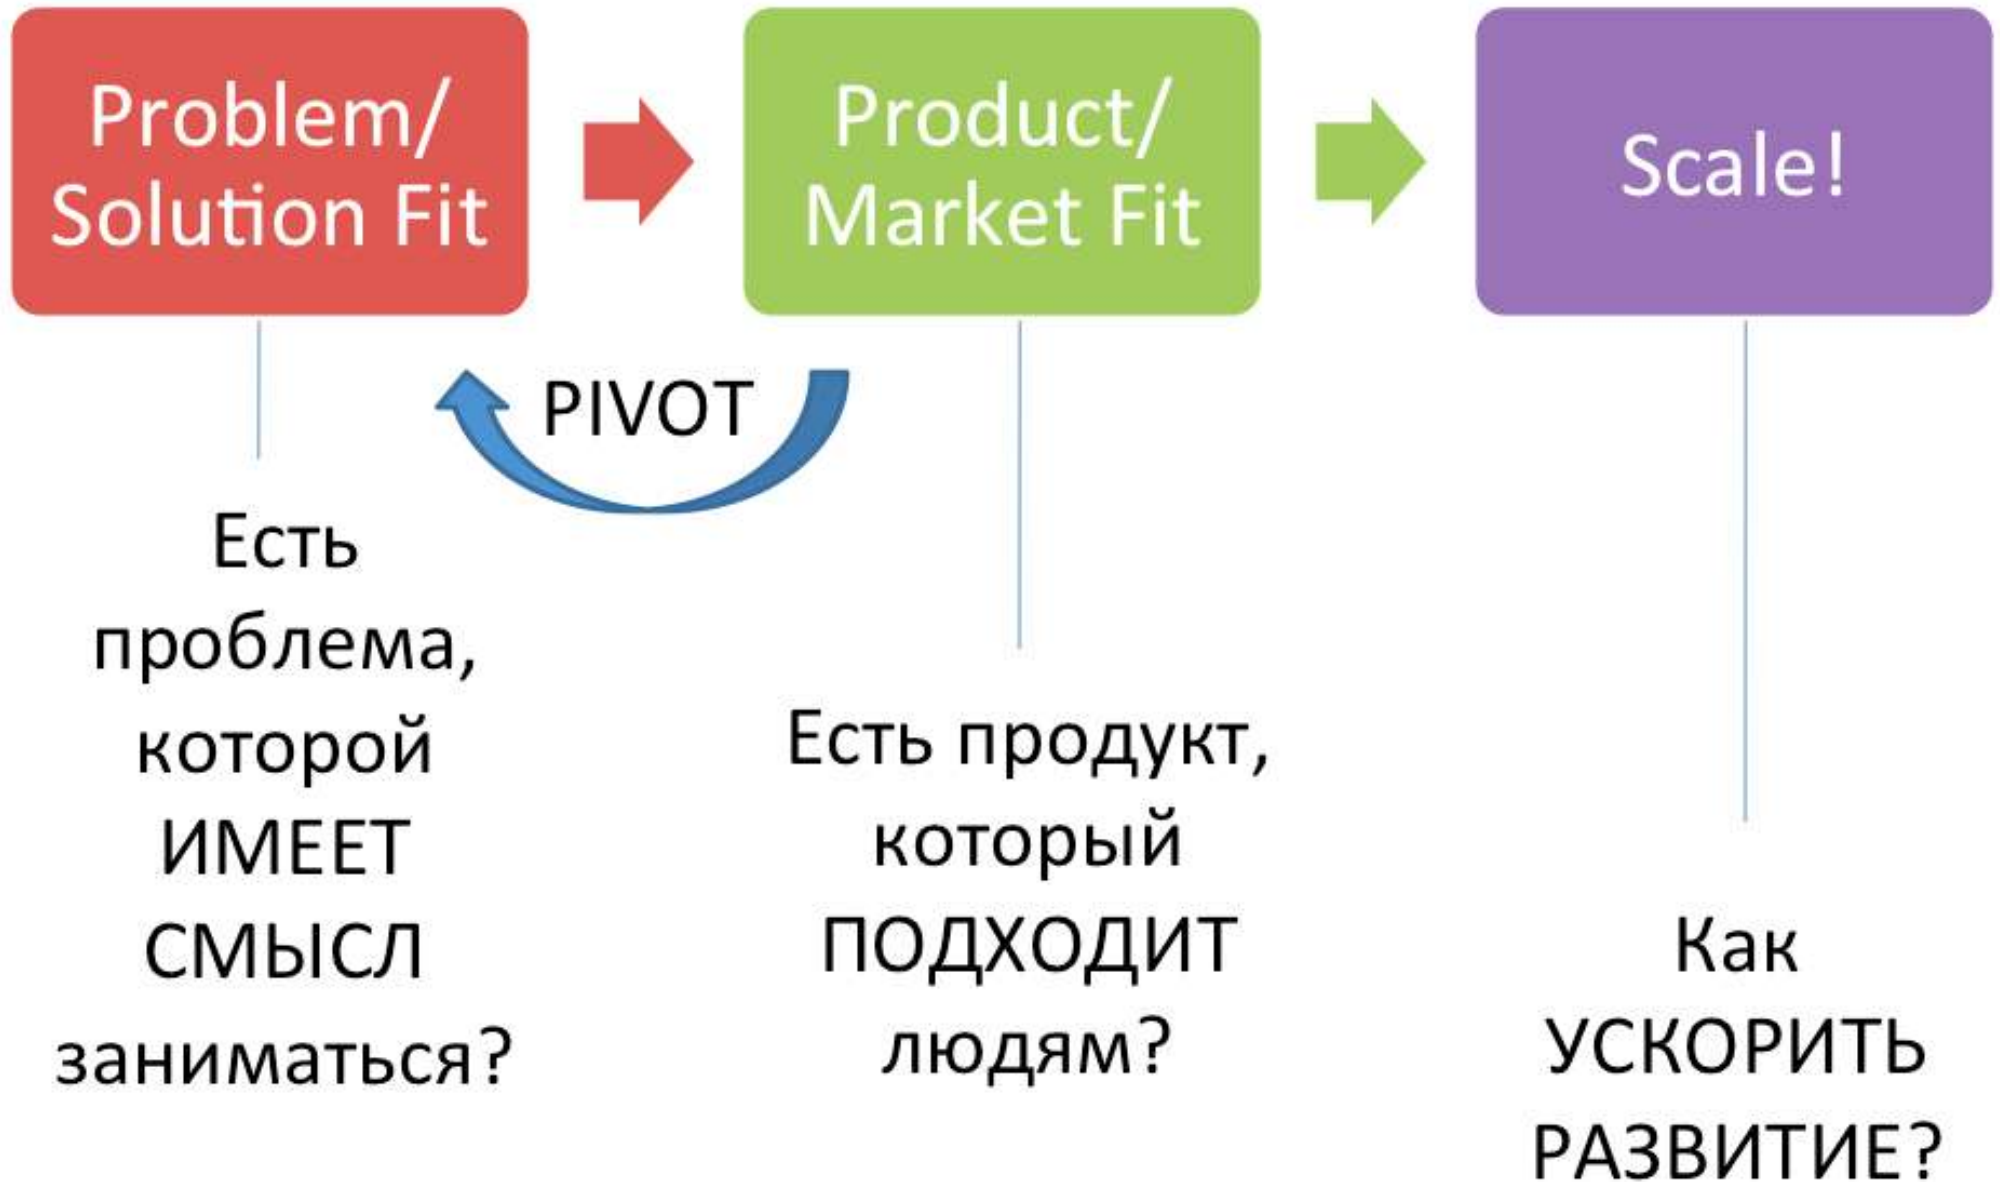 Problem/
Solution Fit
Product/
Market Fit
Scale!
PIVOT
Есть
проблема,
которой
ИМЕЕТ
СМЫСЛ
заниматься?
Есть продукт,
который
ПОДХОДИТ
людям?
Как
УСКОРИТЬ
РАЗВИТИЕ?